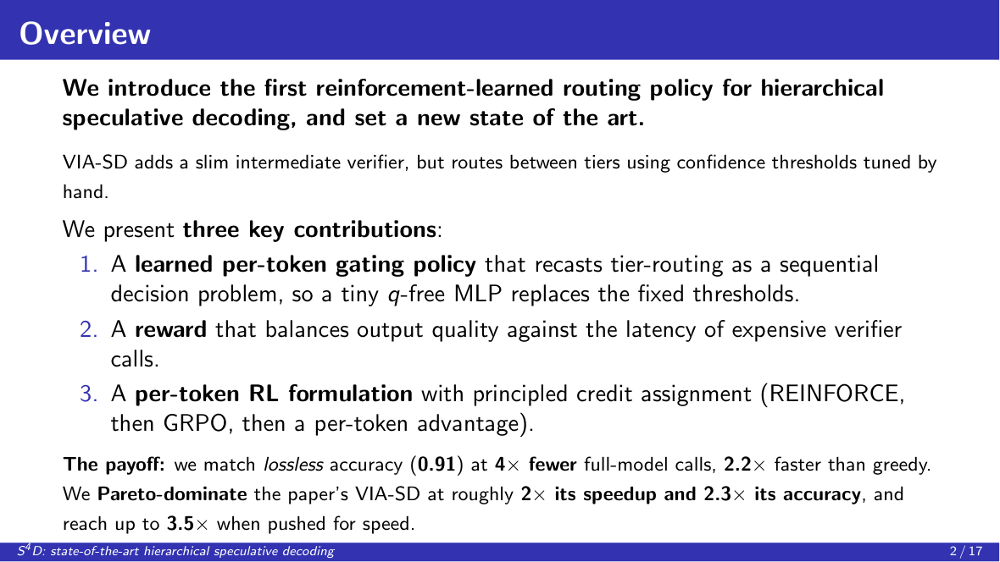 Overview
We introduce the first reinforcement-learned routing policy for hierarchical
speculative decoding, and set a new state of the art.
VIA-SD adds a slim intermediate verifier, but routes between tiers using confidence thresholds tuned by
hand.
We present three key contributions:
1. A learned per-token gating policy that recasts tier-routing as a sequential
decision problem, so a tiny q-free MLP replaces the fixed thresholds.
2. A reward that balances output quality against the latency of expensive verifier
calls.
3. A per-token RL formulation with principled credit assignment (REINFORCE,
then GRPO, then a per-token advantage).
The payoff: we match lossless accuracy (0.91) at 4× fewer full-model calls, 2.2× faster than greedy.
We Pareto-dominate the paper's VIA-SD at roughly 2× its speedup and 2.3× its accuracy, and
reach up to 3.5× when pushed for speed.
S⁴D: state-of-the-art hierarchical speculative decoding 2 / 17